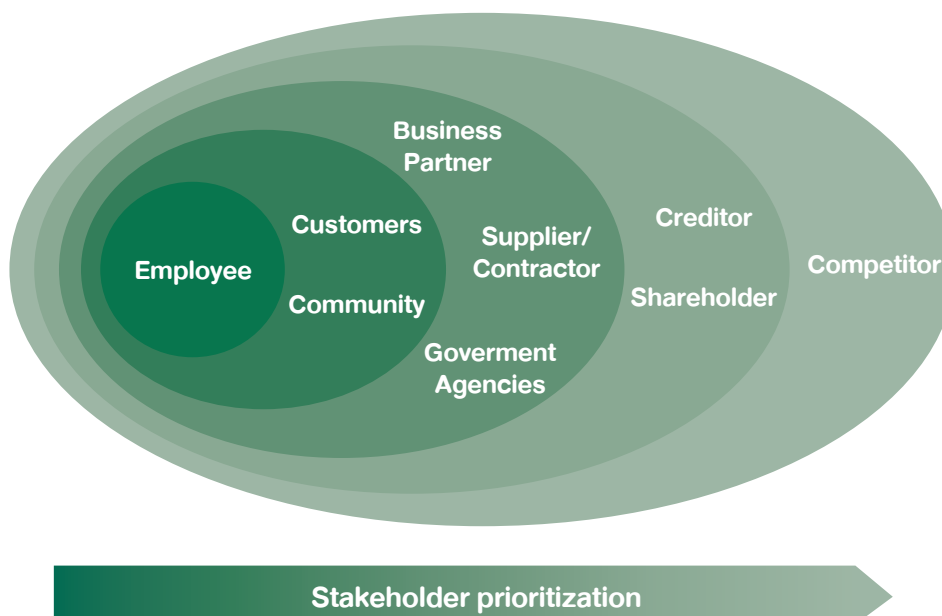 Business
Partner
Customers
Supplier/
Contractor
Creditor
Employee
Competitor
Community
Shareholder
Goverment
Agencies
Stakeholder prioritization